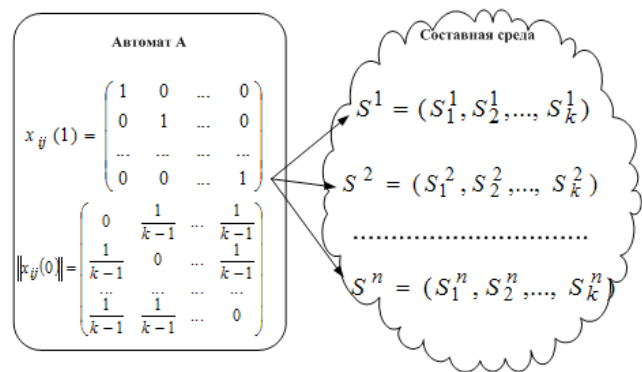 Автомат А
x_ij (1) = ( 1 0 ... 0
0 1 ... 0
... ... ... ...
0 0 ... 1 )
‖x_ij(0)‖ = ( 0 1/(k-1) ... 1/(k-1)
1/(k-1) 0 ... 1/(k-1)
... ... ... ...
1/(k-1) 1/(k-1) ... 0 )
Составная среда
S^1 = (S_1^1, S_2^1, ..., S_k^1)
S^2 = (S_1^2, S_2^2, ..., S_k^2)
..............................
S^n = (S_1^n, S_2^n, ..., S_k^n)